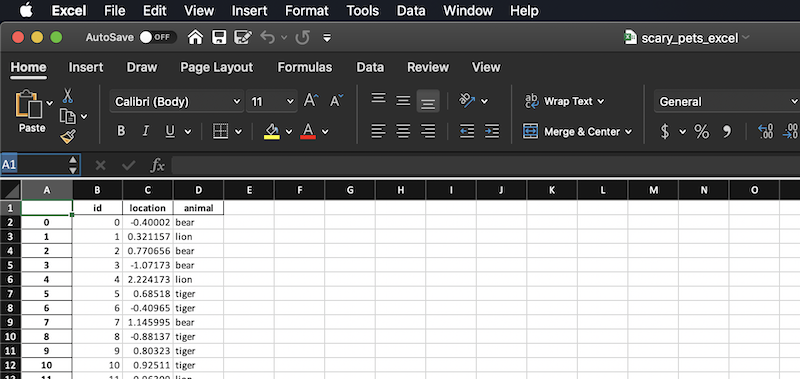 Excel File Edit View Insert Format Tools Data Window Help
AutoSave OFF scary_pets_excel
Home Insert Draw Page Layout Formulas Data Review View
Paste Calibri (Body) 11 A A ab Wrap Text General
B I U A Merge & Center $ % 9 .00
A1 fx
A B C D E F G H I J K L M N O
1 id location animal
2 0 0 -0.40002 bear
3 1 1 0.321157 lion
4 2 2 0.770656 bear
5 3 3 -1.07173 bear
6 4 4 2.224173 lion
7 5 5 0.68518 tiger
8 6 6 -0.40965 tiger
9 7 7 1.145995 bear
10 8 8 -0.88137 tiger
11 9 9 0.80323 tiger
12 10 10 0.92511 tiger